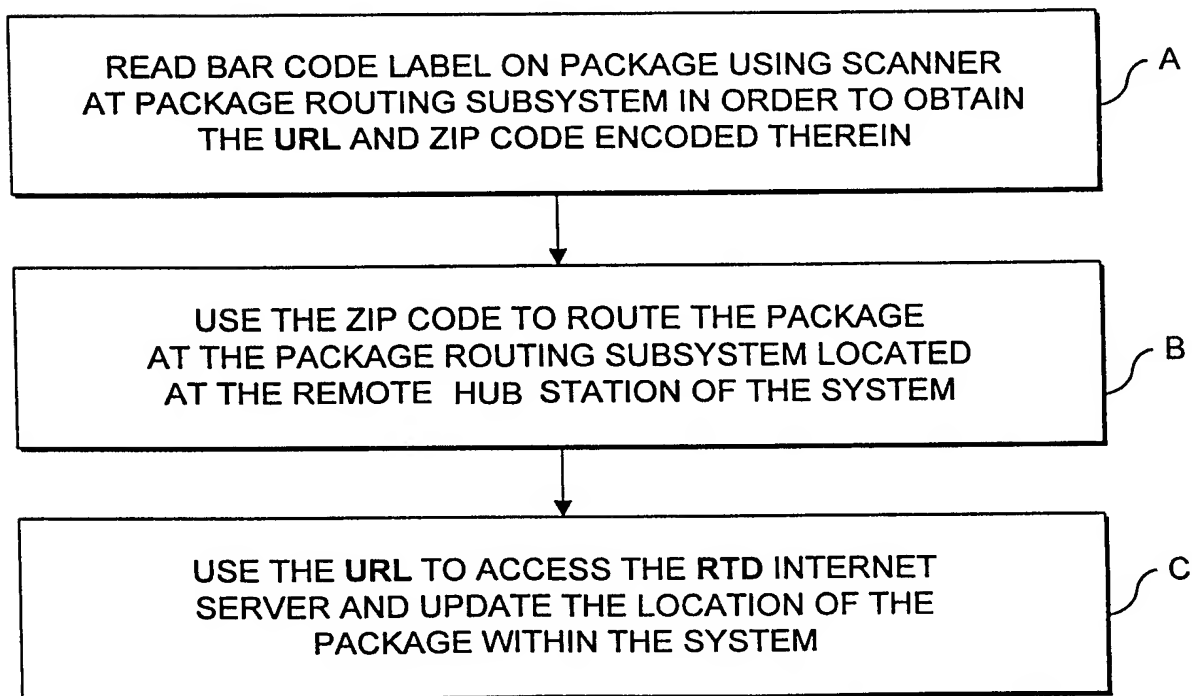 READ BAR CODE LABEL ON PACKAGE USING SCANNER
AT PACKAGE ROUTING SUBSYSTEM IN ORDER TO OBTAIN
THE URL AND ZIP CODE ENCODED THEREIN
A
USE THE ZIP CODE TO ROUTE THE PACKAGE
AT THE PACKAGE ROUTING SUBSYSTEM LOCATED
AT THE REMOTE HUB STATION OF THE SYSTEM
B
USE THE URL TO ACCESS THE RTD INTERNET
SERVER AND UPDATE THE LOCATION OF THE
PACKAGE WITHIN THE SYSTEM
C